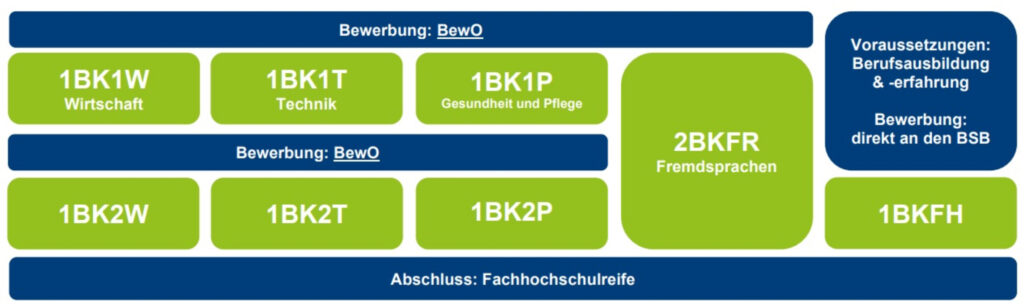 Bewerbung: BewO
1BK1W
Wirtschaft
1BK1T
Technik
1BK1P
Gesundheit und Pflege
2BKFR
Fremdsprachen
Voraussetzungen:
Berufsausbildung
& -erfahrung
Bewerbung:
direkt an den BSB
Bewerbung: BewO
1BK2W
1BK2T
1BK2P
1BKFH
Abschluss: Fachhochschulreife